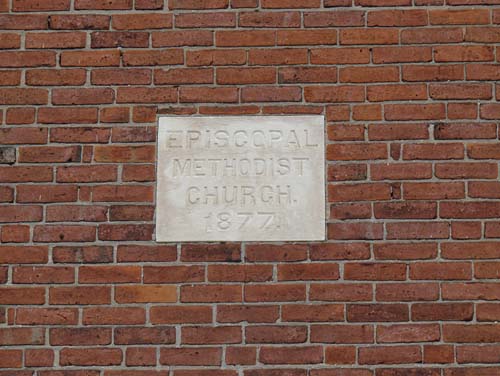 EPISCOPAL
METHODIST
CHURCH.
1877.